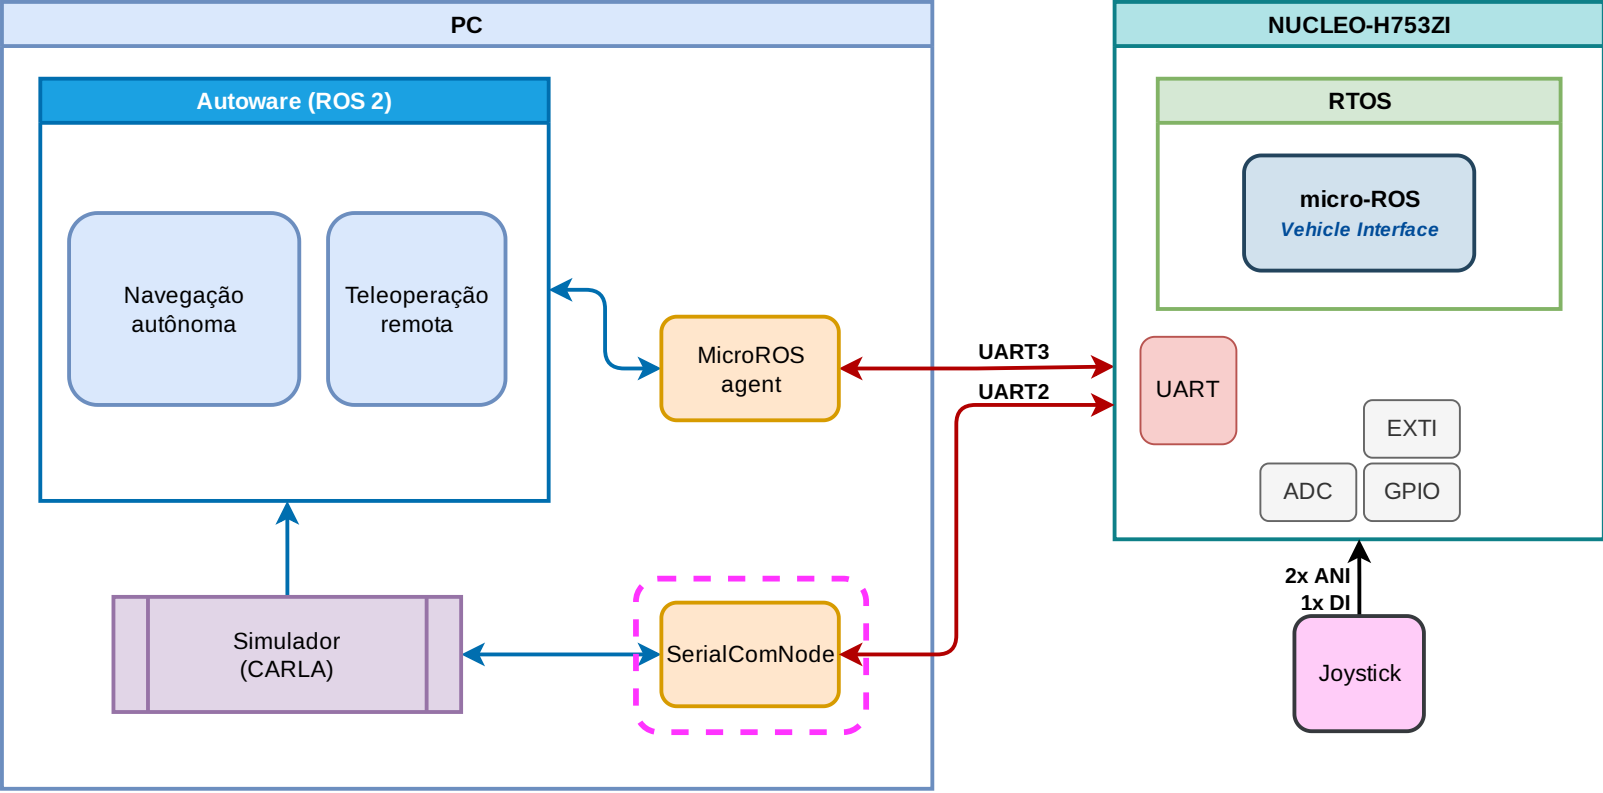 PC
NUCLEO-H753ZI
Autoware (ROS 2)
RTOS
micro-ROS
Vehicle Interface
Navegação
autônoma
Teleoperação
remota
MicroROS
agent
UART3
UART2
UART
EXTI
ADC
GPIO
2x ANI
1x DI
Simulador
(CARLA)
SerialComNode
Joystick